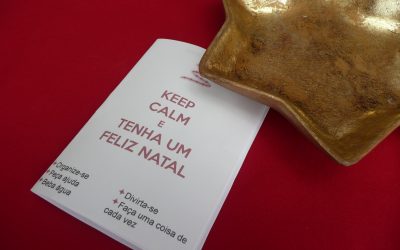 KEEP
CALM
E
TENHA UM
FELIZ NATAL
+Organize-se
+Peça ajuda
+Beba água
+Divirta-se
+Faça uma coisa de
cada vez